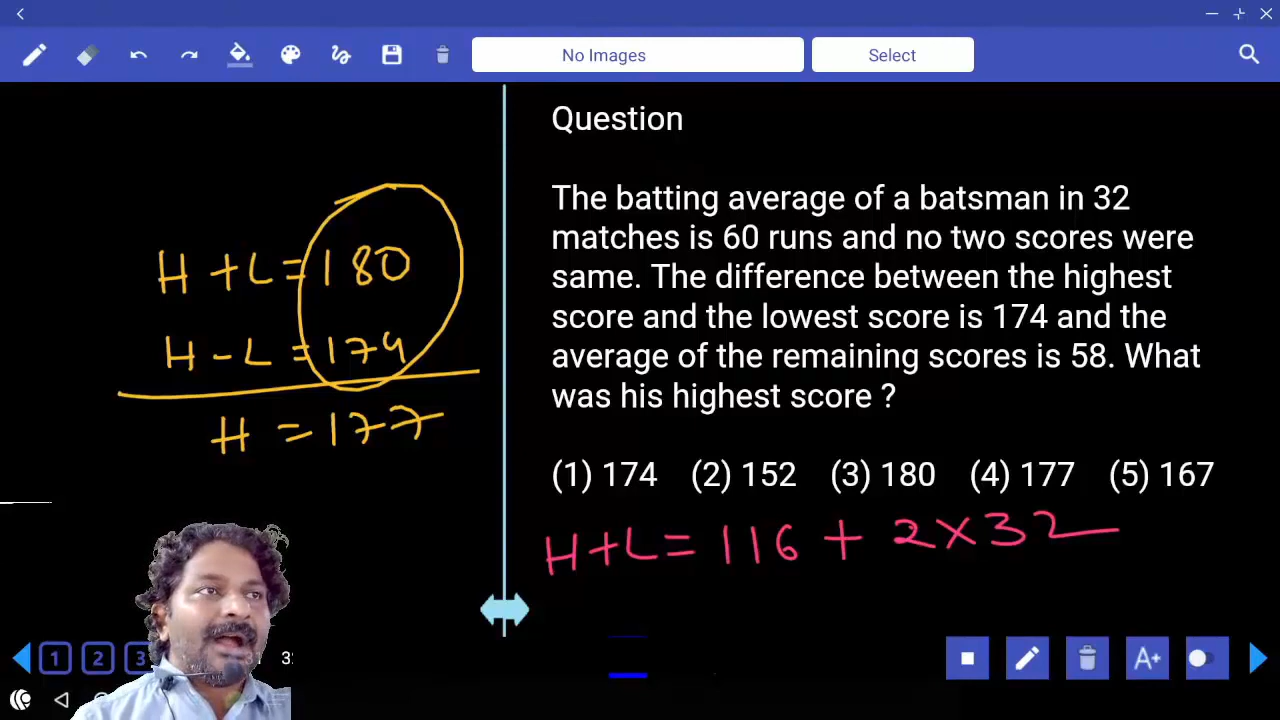 No Images
Select
Question
The batting average of a batsman in 32
matches is 60 runs and no two scores were
same. The difference between the highest
score and the lowest score is 174 and the
average of the remaining scores is 58. What
was his highest score ?
(1) 174 (2) 152 (3) 180 (4) 177 (5) 167
H+L= 116 + 2×32
H+L=180
H-L=174
H=177
1 2 3
A+